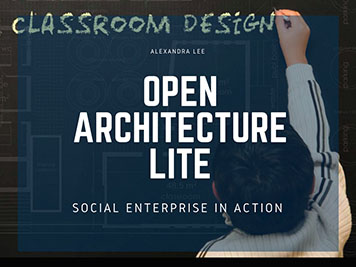 CLASSROOM DESIGN
ALEXANDRA LEE
OPEN
ARCHITECTURE
LITE
SOCIAL ENTERPRISE IN ACTION